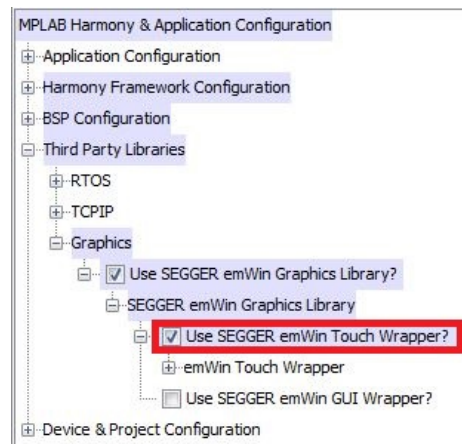 MPLAB Harmony & Application Configuration
Application Configuration
Harmony Framework Configuration
BSP Configuration
Third Party Libraries
RTOS
TCPIP
Graphics
Use SEGGER emWin Graphics Library?
SEGGER emWin Graphics Library
Use SEGGER emWin Touch Wrapper?
emWin Touch Wrapper
Use SEGGER emWin GUI Wrapper?
Device & Project Configuration